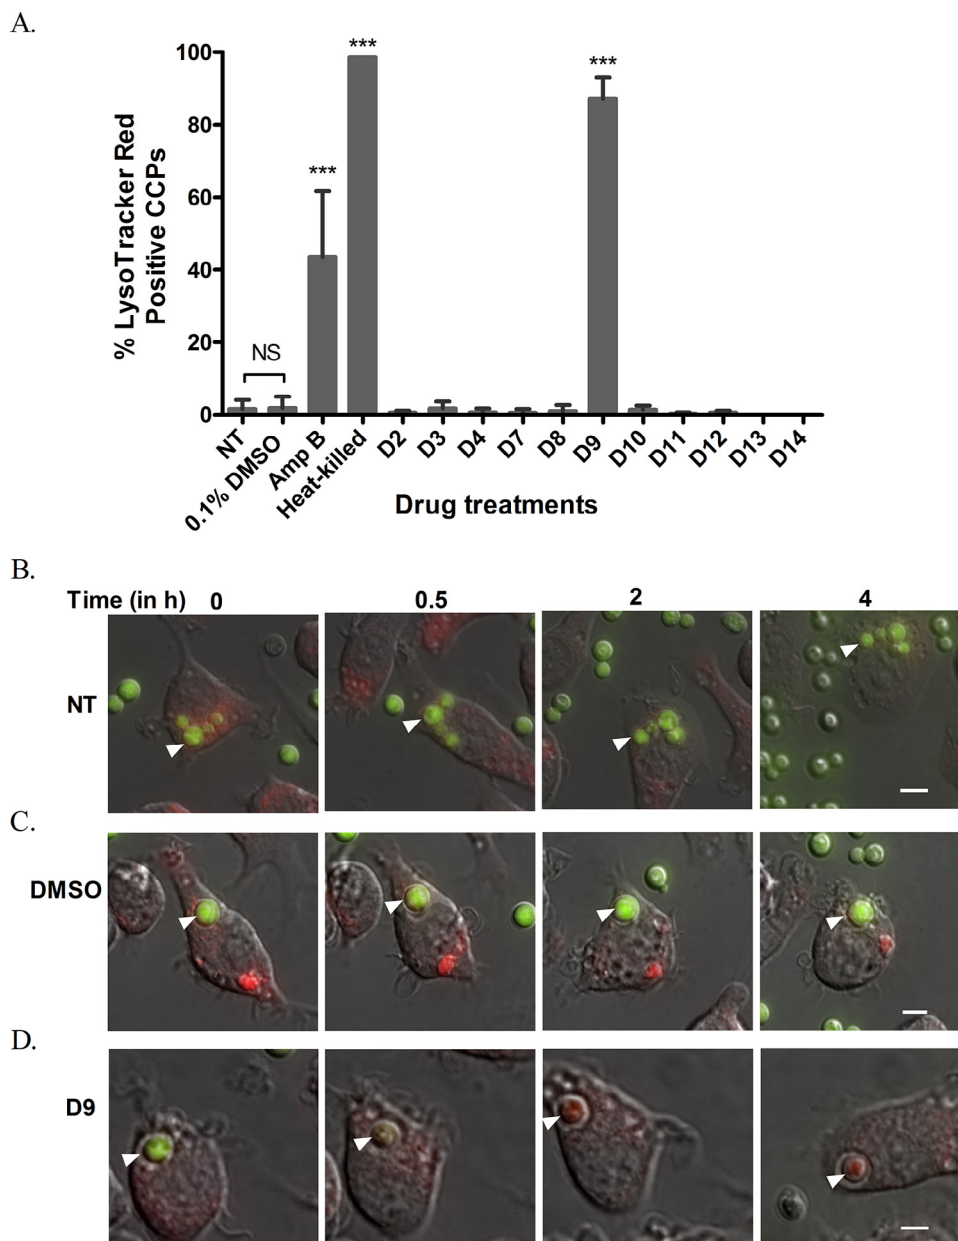 A.
% LysoTracker Red
Positive CCPs
100
80
60
40
20
0
***
***
***
NS
NT
0.1% DMSO
Amp B
Heat-killed
D2
D3
D4
D7
D8
D9
D10
D11
D12
D13
D14
Drug treatments
B.
Time (in h) 0 0.5 2 4
NT
C.
DMSO
D.
D9